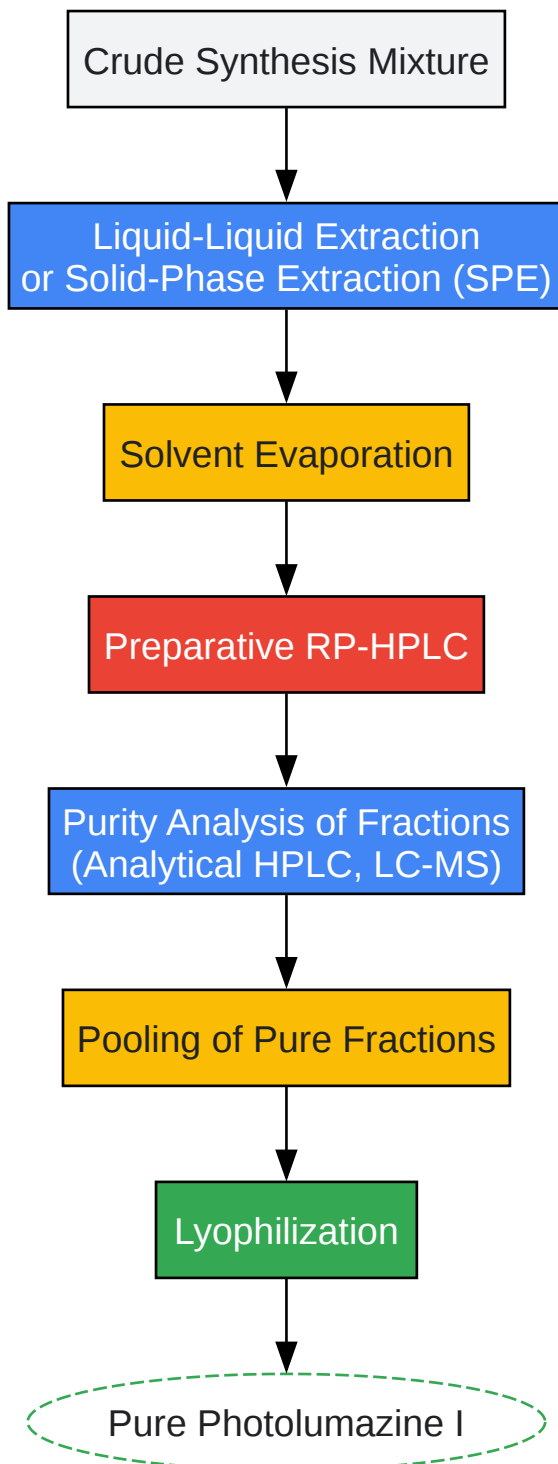 Crude Synthesis Mixture
Liquid-Liquid Extraction
or Solid-Phase Extraction (SPE)
Solvent Evaporation
Preparative RP-HPLC
Purity Analysis of Fractions
(Analytical HPLC, LC-MS)
Pooling of Pure Fractions
Lyophilization
Pure Photolumazine I